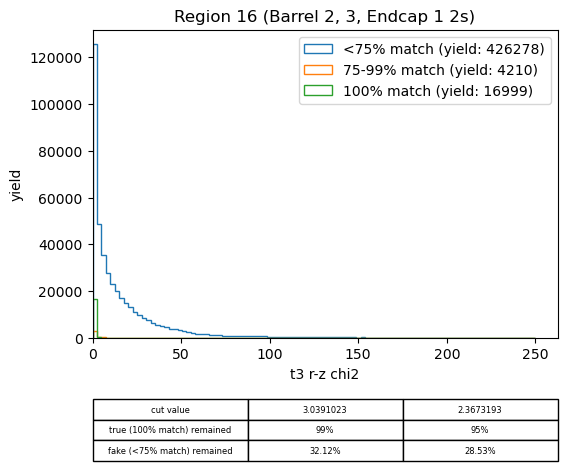 Region 16 (Barrel 2, 3, Endcap 1 2s)
<75% match (yield: 426278)
75-99% match (yield: 4210)
100% match (yield: 16999)
yield
120000
100000
80000
60000
40000
20000
0
0 50 100 150 200 250
t3 r-z chi2
cut value 3.0391023 2.3673193
true (100% match) remained 99% 95%
fake (<75% match) remained 32.12% 28.53%